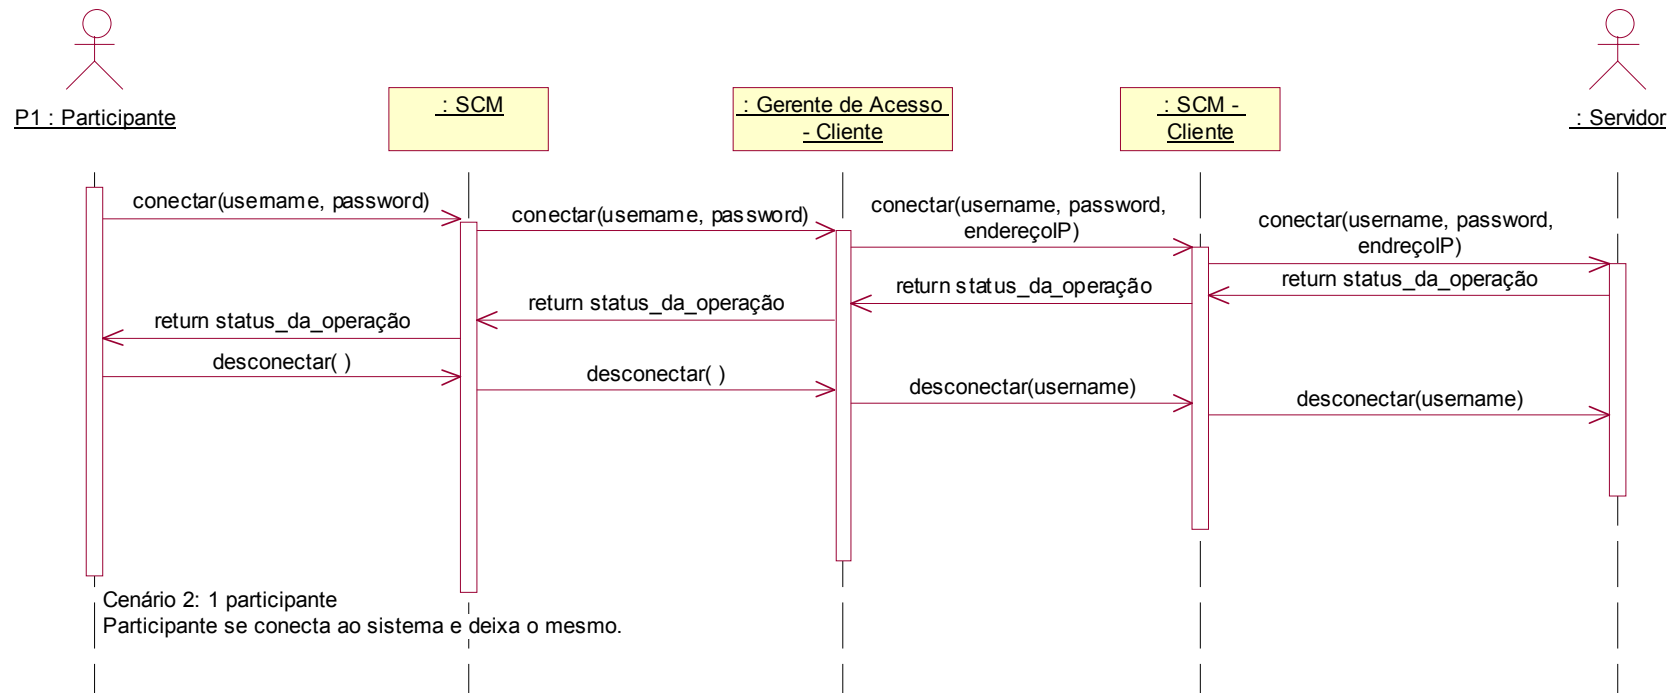 P1 : Participante
: SCM
: Gerente de Acesso
- Cliente
: SCM -
Cliente
: Servidor
conectar(username, password)
conectar(username, password)
conectar(username, password,
endereçoIP)
conectar(username, password,
endreçoIP)
return status_da_operação
return status_da_operação
return status_da_operação
return status_da_operação
desconectar( )
desconectar( )
desconectar(username)
desconectar(username)
Cenário 2: 1 participante
Participante se conecta ao sistema e deixa o mesmo.